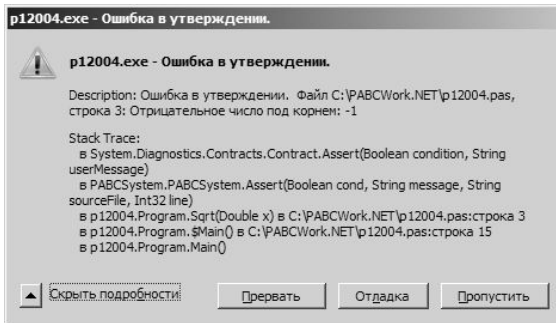 p12004.exe - Ошибка в утверждении.
p12004.exe - Ошибка в утверждении.
Description: Ошибка в утверждении. Файл C:\PABCWork.NET\p12004.pas,
строка 3: Отрицательное число под корнем: -1
Stack Trace:
в System.Diagnostics.Contracts.Contract.Assert(Boolean condition, String
userMessage)
в PABCSystem.PABCSystem.Assert(Boolean cond, String message, String
sourceFile, Int32 line)
в p12004.Program.Sqrt(Double x) в C:\PABCWork.NET\p12004.pas:строка 3
в p12004.Program.$Main() в C:\PABCWork.NET\p12004.pas:строка 15
в p12004.Program.Main()
Скрыть подробности Прервать Отладка Пропустить